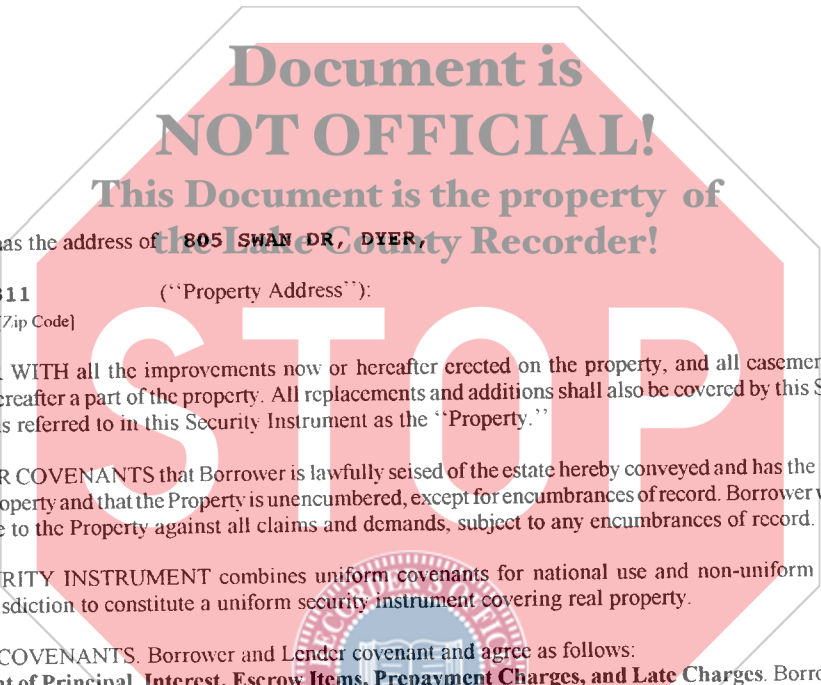 Document is
NOT OFFICIAL!
This Document is the property of
the Lake County Recorder!
as the address of 805 SWAN DR, DYER,
311 (‘‘Property Address’’):
Zip Code]
WITH all the improvements now or hereafter erected on the property, and all
ereafter a part of the property. All replacements and additions shall also be covered by this S
s referred to in this Security Instrument as the ‘‘Property.’’
STOP
R COVENANTS that Borrower is lawfully seised of the estate hereby conveyed and has the
operty and that the Property is unencumbered, except for encumbrances of record. Borrower
e to the Property against all claims and demands, subject to any encumbrances of record.
RITY INSTRUMENT combines uniform covenants for national use and non-uniform
sdiction to constitute a uniform security instrument covering real property.
RECORDER'S OFFIC
COVENANTS. Borrower and Lender covenant and agree as follows:
nt of Principal, Interest, Escrow Items, Prepayment Charges, and Late Charges. Borro